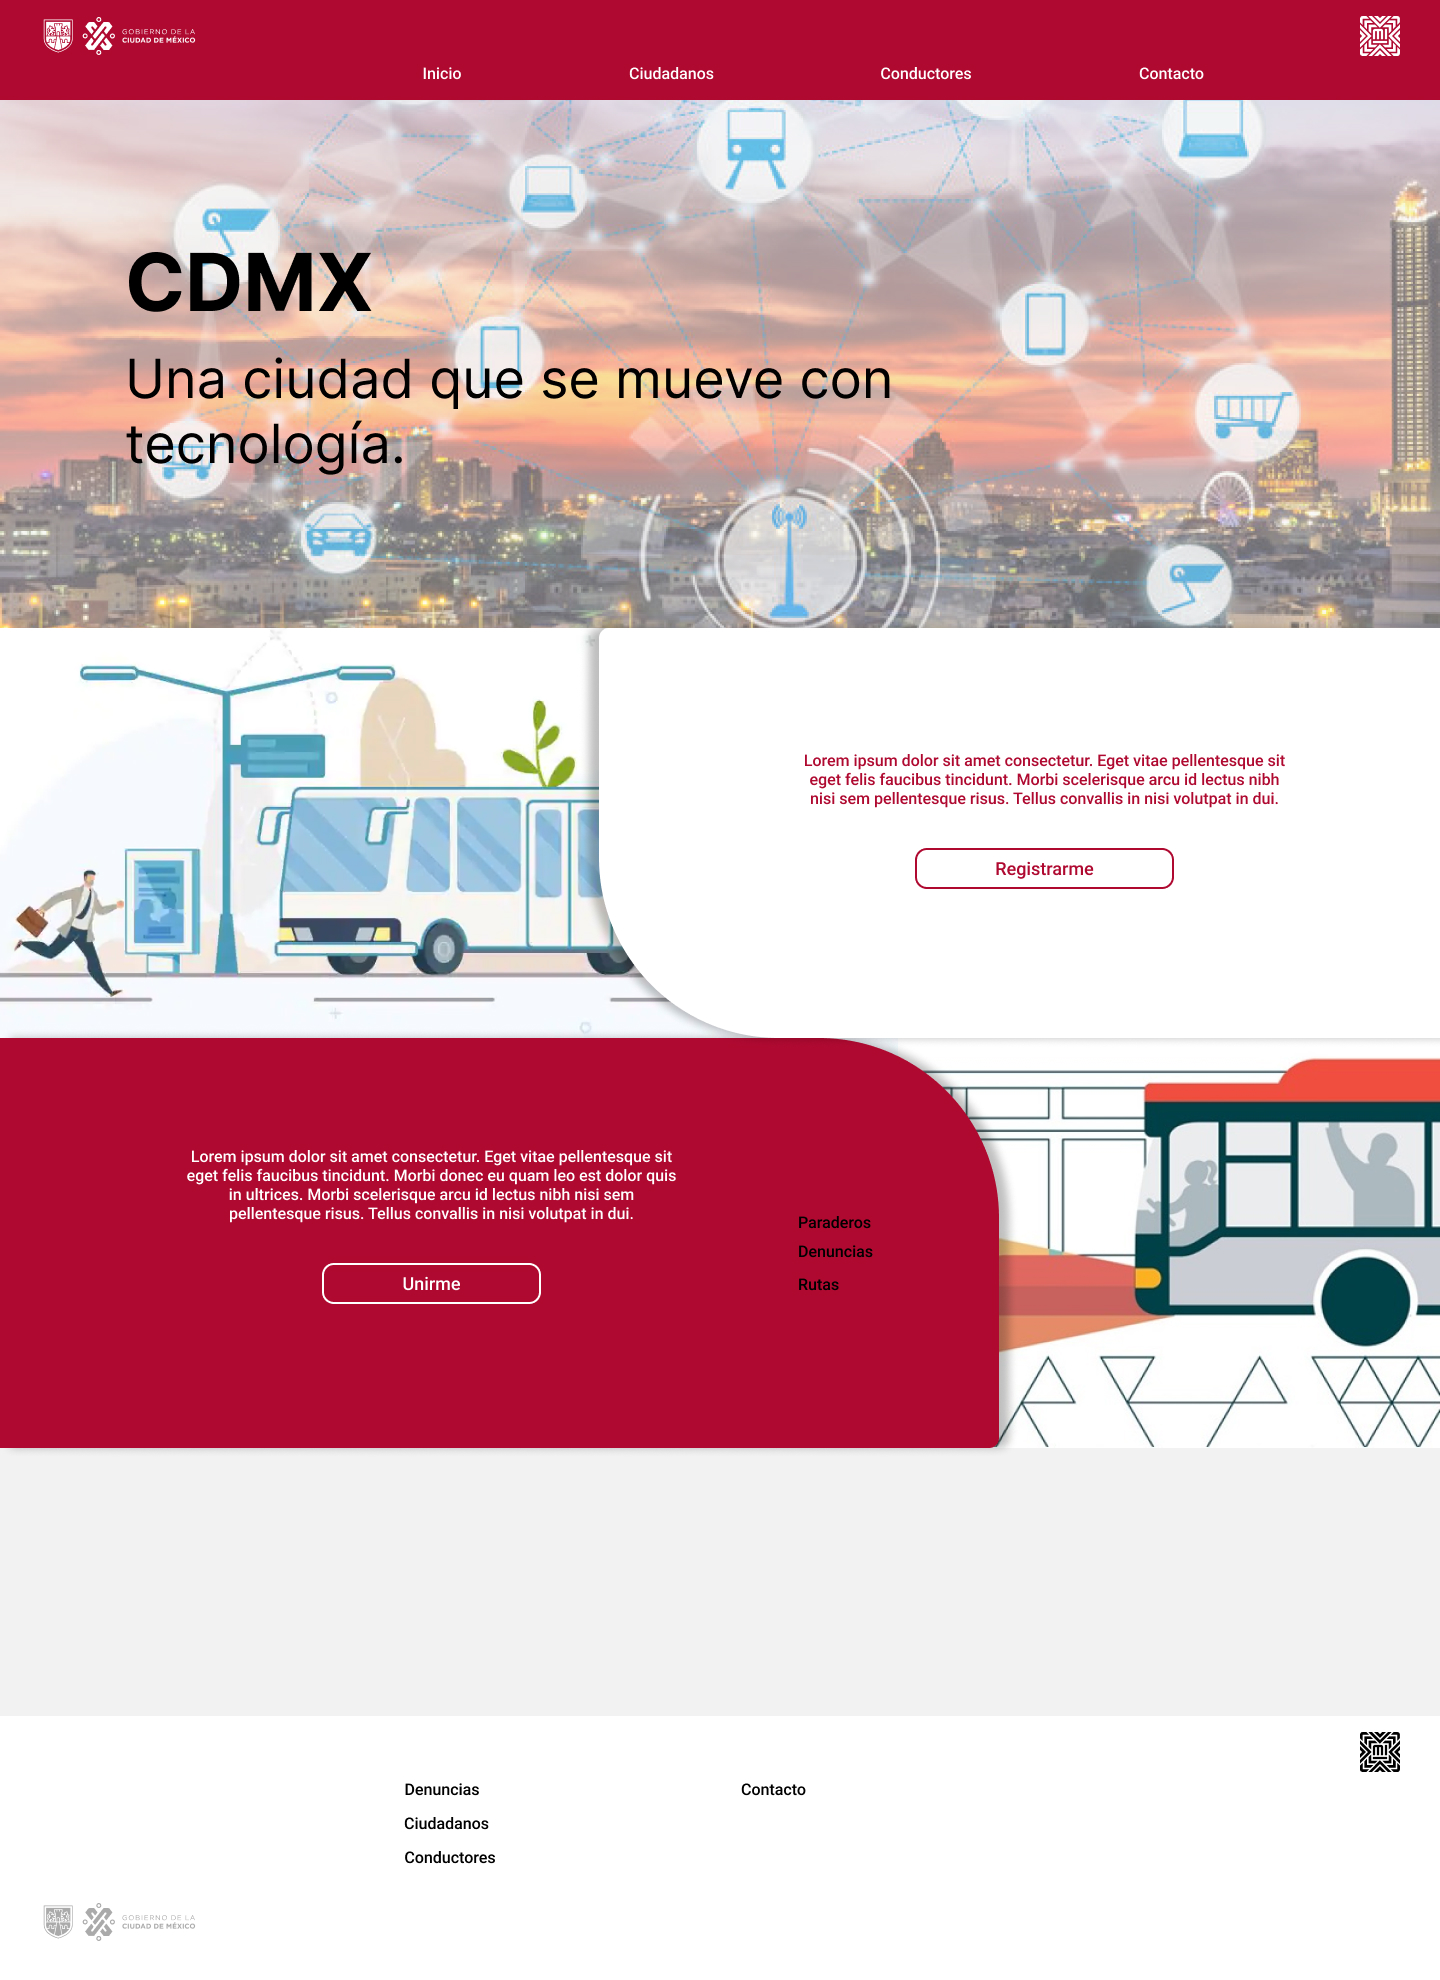 GOBIERNO DE LA
CIUDAD DE MÉXICO
Inicio
Ciudadanos
Conductores
Contacto
CDMX
Una ciudad que se mueve con
tecnología.
Lorem ipsum dolor sit amet consectetur. Eget vitae pellentesque sit
eget felis faucibus tincidunt. Morbi scelerisque arcu id lectus nibh
nisi sem pellentesque risus. Tellus convallis in nisi volutpat in dui.
Registrarme
Lorem ipsum dolor sit amet consectetur. Eget vitae pellentesque sit
eget felis faucibus tincidunt. Morbi donec eu quam leo est dolor quis
in ultrices. Morbi scelerisque arcu id lectus nibh nisi sem
pellentesque risus. Tellus convallis in nisi volutpat in dui.
Unirme
Paraderos
Denuncias
Rutas
Denuncias
Ciudadanos
Conductores
Contacto
GOBIERNO DE LA
CIUDAD DE MÉXICO